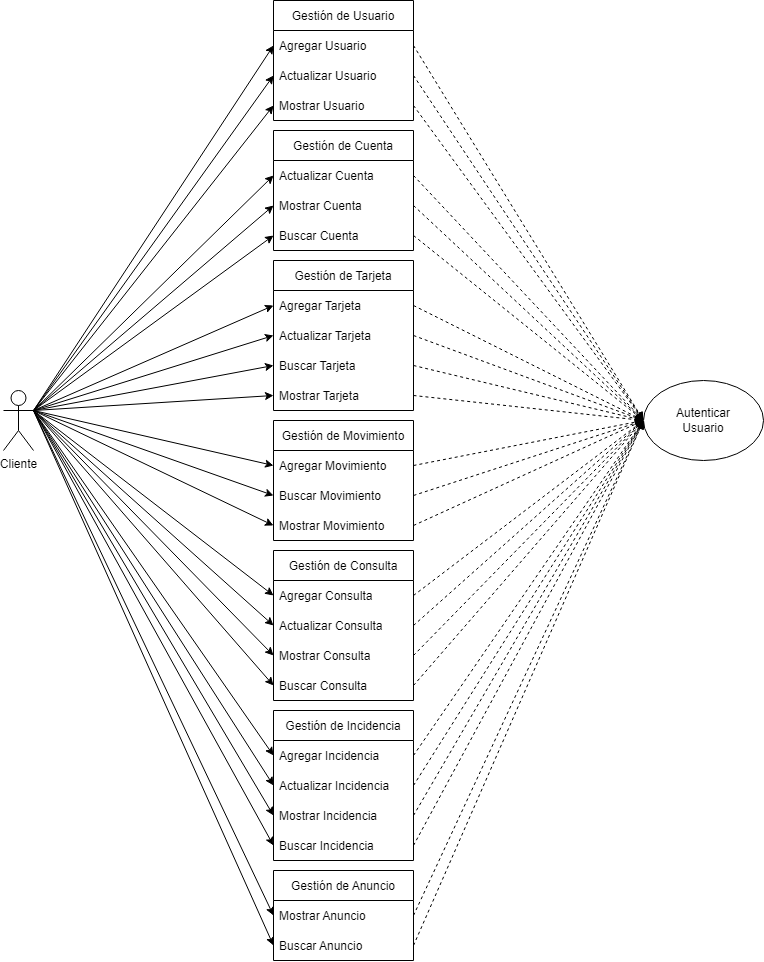 Gestión de Usuario
Agregar Usuario
Actualizar Usuario
Mostrar Usuario
Gestión de Cuenta
Actualizar Cuenta
Mostrar Cuenta
Buscar Cuenta
Gestión de Tarjeta
Agregar Tarjeta
Actualizar Tarjeta
Buscar Tarjeta
Mostrar Tarjeta
Cliente
Autenticar
Usuario
Gestión de Movimiento
Agregar Movimiento
Buscar Movimiento
Mostrar Movimiento
Gestión de Consulta
Agregar Consulta
Actualizar Consulta
Mostrar Consulta
Buscar Consulta
Gestión de Incidencia
Agregar Incidencia
Actualizar Incidencia
Mostrar Incidencia
Buscar Incidencia
Gestión de Anuncio
Mostrar Anuncio
Buscar Anuncio